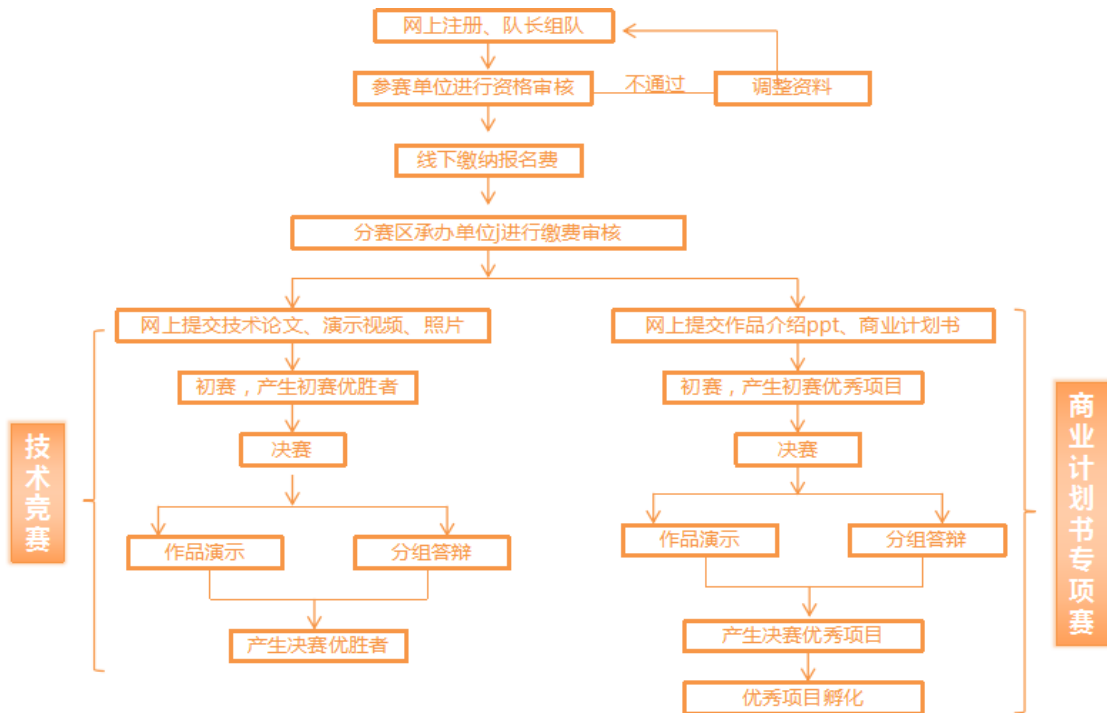 网上注册、队长组队
参赛单位进行资格审核
不通过
调整资料
线下缴纳报名费
分赛区承办单位j进行缴费审核
网上提交技术论文、演示视频、照片
初赛，产生初赛优胜者
决赛
作品演示
分组答辩
产生决赛优胜者
技术竞赛
网上提交作品介绍ppt、商业计划书
初赛，产生初赛优秀项目
决赛
作品演示
分组答辩
产生决赛优秀项目
优秀项目孵化
商业计划书专项赛